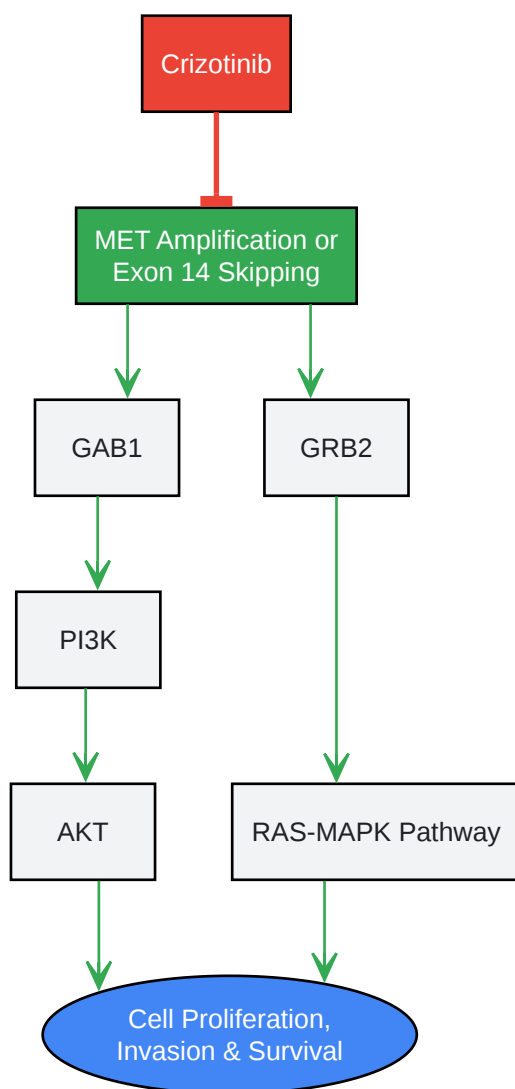 Crizotinib
MET Amplification or
Exon 14 Skipping
GAB1
GRB2
PI3K
AKT
RAS-MAPK Pathway
Cell Proliferation,
Invasion & Survival